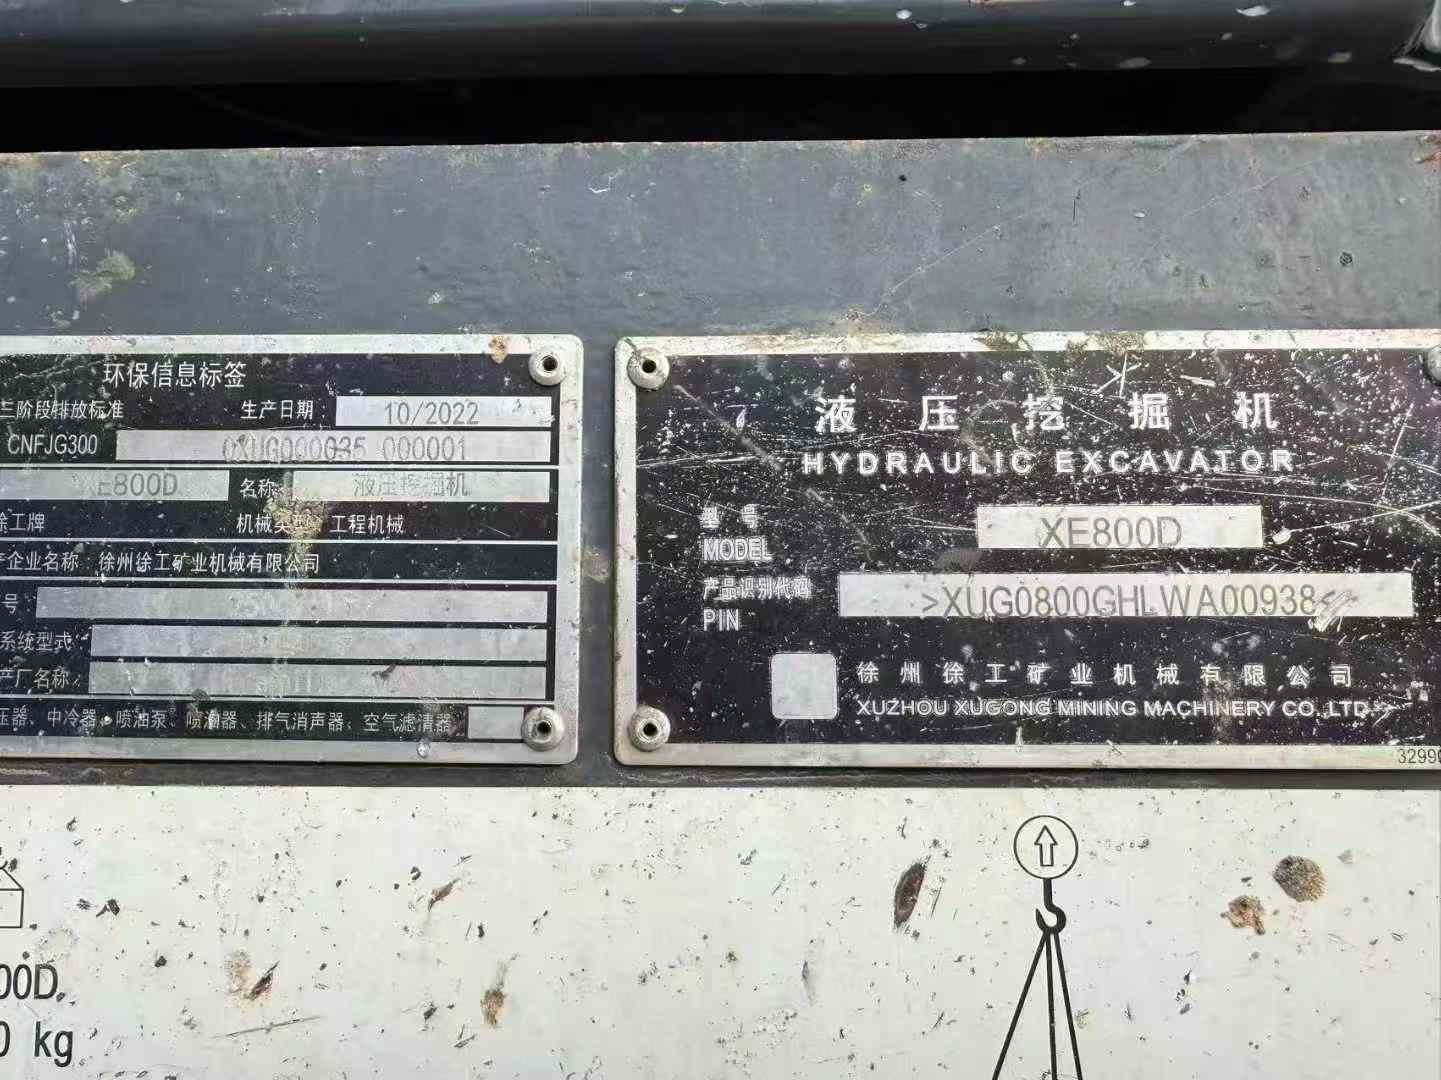 环保信息标签
三阶段排放标准 生产日期: 10/2022
CNFJG300
XE800D 名称: 液压挖掘机
徐工牌 机械类型: 工程机械
企业名称: 徐州徐工矿业机械有限公司
号:
系统型式:
产厂名称:
压器、中冷器、喷油泵、喷油器、排气消声器、空气滤清器
液压挖掘机
HYDRAULIC EXCAVATOR
型号
MODEL
XE800D
产品识别代码
PIN
>XUG0800GHLWA00938
徐州徐工矿业机械有限公司
XUZHOU XUGONG MINING MACHINERY CO.,LTD
3299
00D
0 kg